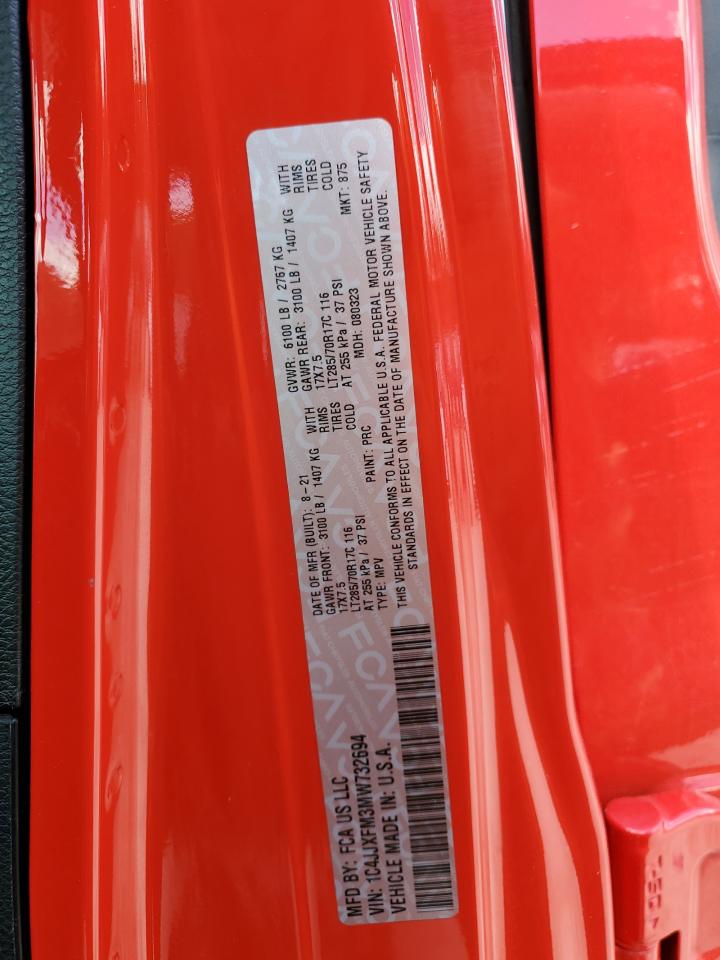 MFD BY: FCA US LLC
VIN: 1C4JJXFM3MW732694
VEHICLE MADE IN: U.S.A.
DATE OF MFR (BUILT): 8-21 GVWR: 6100 LB / 2767 KG
GAWR FRONT: 3100 LB / 1407 KG WITH GAWR REAR: 3100 LB / 1407 KG WITH
17X7.5 RIMS 17X7.5 RIMS
LT285/70R17C 116 TIRES LT285/70R17C 116 TIRES
AT 255 kPa / 37 PSI COLD AT 255 kPa / 37 PSI COLD
TYPE: MPV PAINT: PRC MDH: 080323 MKT: 875
THIS VEHICLE CONFORMS TO ALL APPLICABLE U.S.A. FEDERAL MOTOR VEHICLE SAFETY
STANDARDS IN EFFECT ON THE DATE OF MANUFACTURE SHOWN ABOVE.
FCA